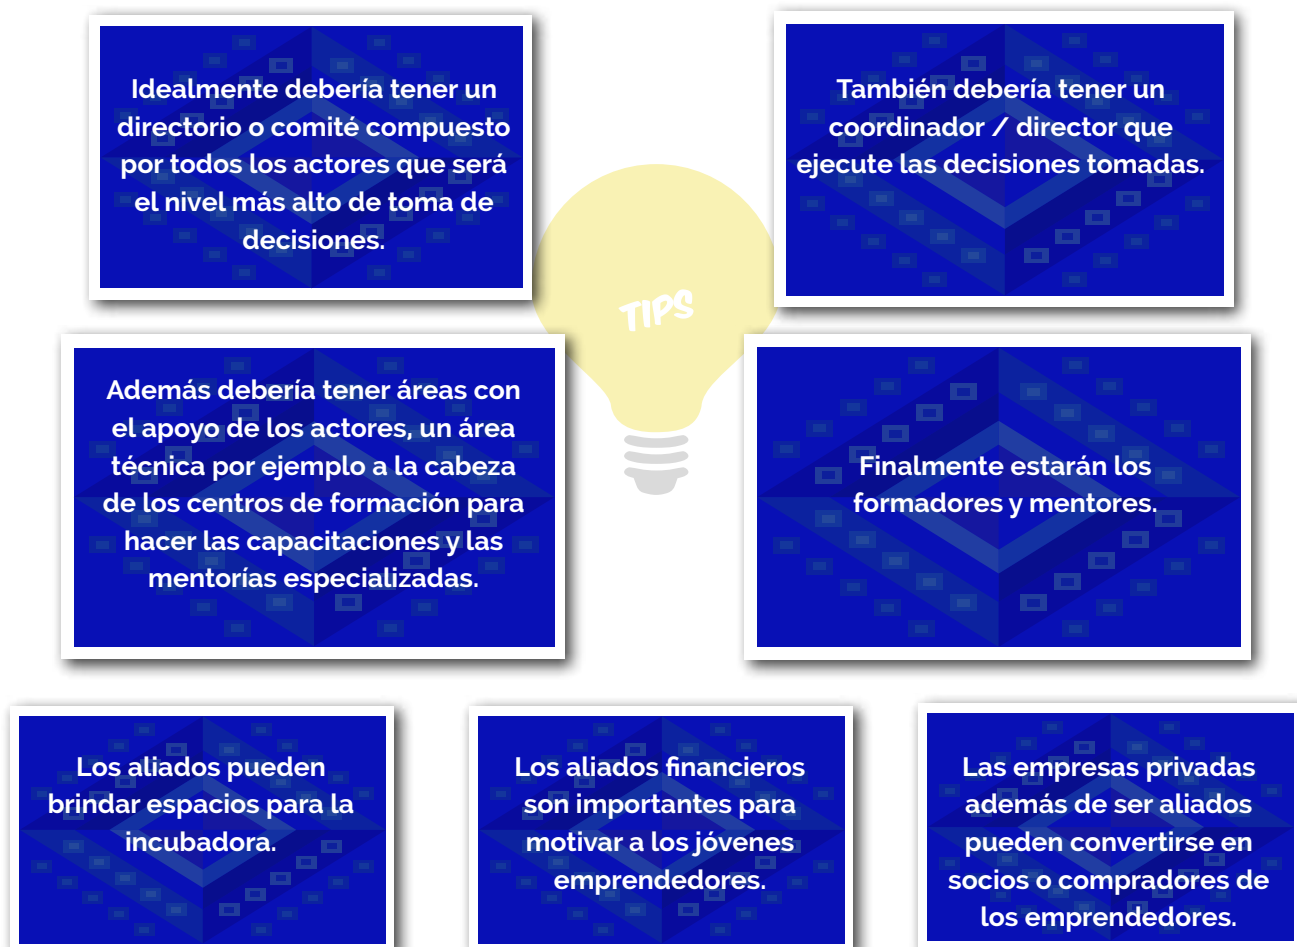 Idealmente debería tener un
directorio o comité compuesto
por todos los actores que será
el nivel más alto de toma de
decisiones.
También debería tener un
coordinador / director que
ejecute las decisiones tomadas.
TIPS
Además debería tener áreas con
el apoyo de los actores, un área
técnica por ejemplo a la cabeza
de los centros de formación para
hacer las capacitaciones y las
mentorías especializadas.
Finalmente estarán los
formadores y mentores.
Los aliados pueden
brindar espacios para la
incubadora.
Los aliados financieros
son importantes para
motivar a los jóvenes
emprendedores.
Las empresas privadas
además de ser aliados
pueden convertirse en
socios o compradores de
los emprendedores.